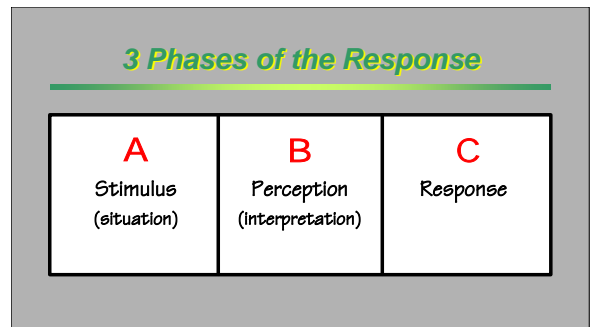 3 Phases of the Response
A
Stimulus
(situation)
B
Perception
(interpretation)
C
Response